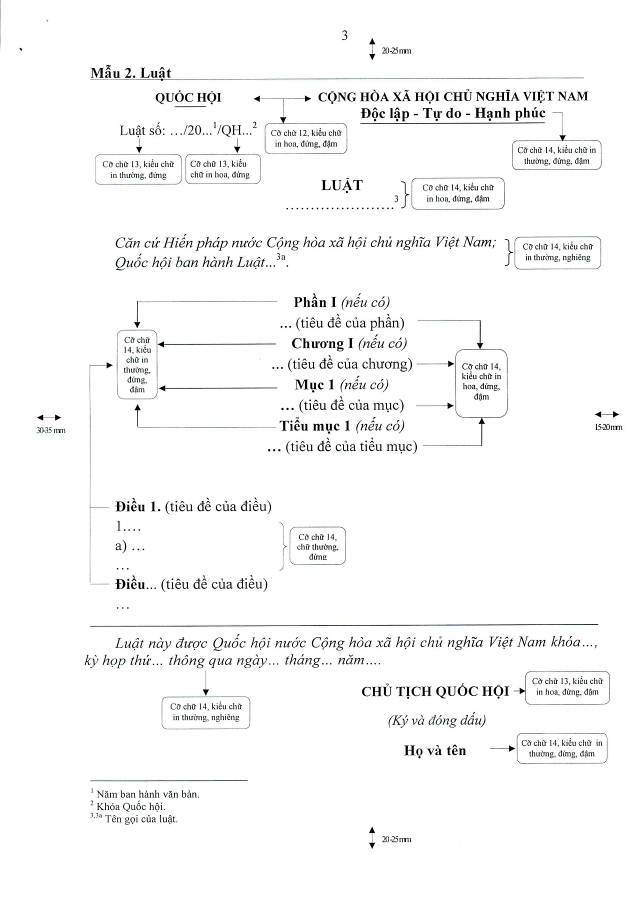 3
20-25mm
Mẫu 2. Luật
QUỐC HỘI
CỘNG HÒA XÃ HỘI CHỦ NGHĨA VIỆT NAM
Độc lập - Tự do - Hạnh phúc
Luật số: …/20...1/QH...2
Cỡ chữ 12, kiểu chữ
in hoa, đứng, đậm
Cỡ chữ 14, kiểu chữ in
thường, đứng, đậm
Cỡ chữ 13, kiểu chữ
in thường, đứng
Cỡ chữ 13, kiểu
chữ in hoa, đứng
LUẬT
……………………3
Cỡ chữ 14, kiểu chữ
in hoa, đứng, đậm
Căn cứ Hiến pháp nước Cộng hòa xã hội chủ nghĩa Việt Nam;
Quốc hội ban hành Luật...3a.
Cỡ chữ 14, kiểu chữ
in thường, nghiêng
Phần I (nếu có)
… (tiêu đề của phần)
Chương I (nếu có)
… (tiêu đề của chương)
Mục 1 (nếu có)
… (tiêu đề của mục)
Tiểu mục 1 (nếu có)
… (tiêu đề của tiểu mục)
Cỡ chữ
14, kiểu
chữ in
thường,
đứng,
đậm
Cỡ chữ 14,
kiểu chữ in
hoa, đứng,
đậm
30-35 mm
15-20mm
Điều 1. (tiêu đề của điều)
1....
a) …
…
Cỡ chữ 14,
chữ thường,
đứng
Điều... (tiêu đề của điều)
…
Luật này được Quốc hội nước Cộng hòa xã hội chủ nghĩa Việt Nam khóa…,
kỳ họp thứ… thông qua ngày… tháng… năm….
Cỡ chữ 14, kiểu chữ
in thường, nghiêng
CHỦ TỊCH QUỐC HỘI
Cỡ chữ 13, kiểu chữ
in hoa, đứng, đậm
(Ký và đóng dấu)
Họ và tên
Cỡ chữ 14, kiểu chữ in
thường, đứng, đậm
1 Năm ban hành văn bản.
2 Khóa Quốc hội.
3,3a Tên gọi của luật.
20-25mm